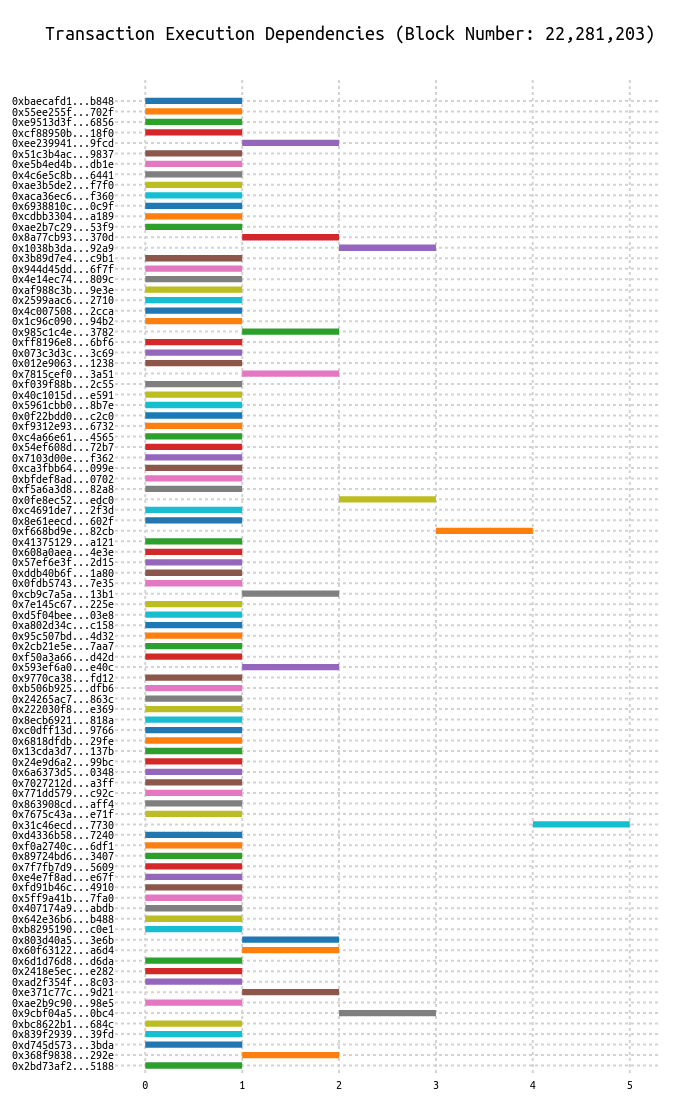 Transaction Execution Dependencies (Block Number: 22,281,203)
0xbaecafd1...b848
0x55ee255f...702f
0xe9513d3f...6856
0xcf88950b...18f0
0xee239941...9fcd
0x51c3b4ac...9837
0xe5b4ed4b...db1e
0x4c6e5c8b...6441
0xae3b5de2...f7f0
0xaca36ec6...f360
0x6938810c...0c9f
0xcdbb3304...a189
0xae2b7c29...53f9
0x8a77cb93...370d
0x1038b3da...92a9
0x3b89d7e4...c9b1
0x944d45dd...6f7f
0x4e14ec74...809c
0xaf988c3b...9e3e
0x2599aac6...2710
0x4c007508...2cca
0x1c96c090...94b2
0x985c1c4e...3782
0xff8196e8...6bf6
0x073c3d3c...3c69
0x012e9063...1238
0x7815cef0...3a51
0xf039f88b...2c55
0x40c1015d...e591
0x5961cbb0...8b7e
0x0f22bdd0...c2c0
0xf9312e93...6732
0xc4a66e61...4565
0x54ef608d...72b7
0x7103d00e...f362
0xca3fbb64...099e
0xbfdef8ad...0702
0xf5a6a3d8...82a8
0x0fe8ec52...edc0
0xc4691de7...2f3d
0x8e61eecd...602f
0xf668bd9e...82cb
0x41375129...a121
0x608a0aea...4e3e
0x57ef6e3f...2d15
0xddb40b6f...1a80
0x0fdb5743...7e35
0xcb9c7a5a...13b1
0x7e145c67...225e
0xd5f04bee...03e8
0xa802d34c...c158
0x95c507bd...4d32
0x2cb21e5e...7aa7
0xf50a3a66...d42d
0x593ef6a0...e40c
0x9770ca38...fd12
0xb506b925...dfb6
0x24265ac7...863c
0x222030f8...e369
0x8ecb6921...818a
0xc0dff13d...9766
0x6818dfdb...29fe
0x13cda3d7...137b
0x24e9d6a2...99bc
0x6a6373d5...0348
0x7027212d...a3ff
0x771dd579...c92c
0x863908cd...aff4
0x7675c43a...e71f
0x31c46ecd...7730
0xd4336b58...7240
0xf0a2740c...6df1
0x89724bd6...3407
0x7f7fb7d9...5609
0xe4e7f8ad...e67f
0xfd91b46c...4910
0x5ff9a41b...7fa0
0x407174a9...abdb
0x642e36b6...b488
0xb8295190...c0e1
0x803d40a5...3e6b
0x60f63122...a6d4
0x6d1d76d8...d6da
0x2418e5ec...e282
0xad2f354f...8c03
0xe371c77c...9d21
0xae2b9c90...98e5
0x9cbf04a5...0bc4
0xbc8622b1...684c
0x839f2939...39fd
0xd745d573...3bda
0x368f9838...292e
0x2bd73af2...5188
0 1 2 3 4 5